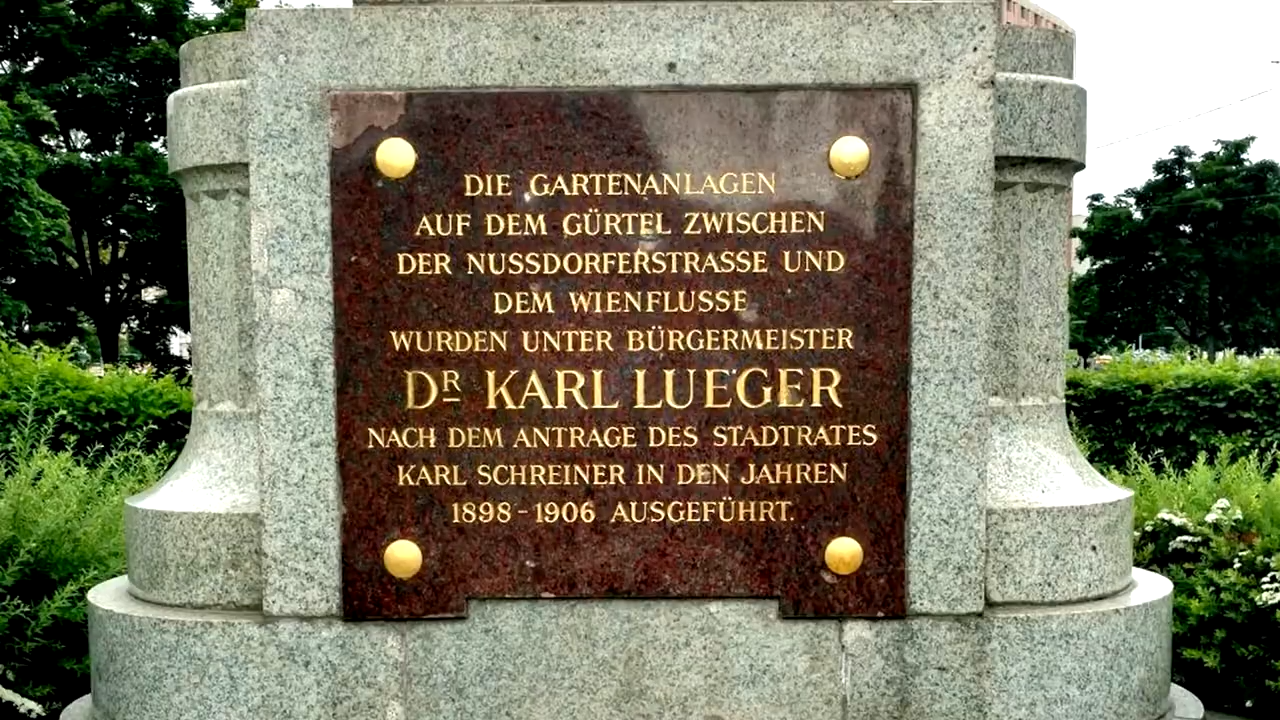 DIE GARTENANLAGEN
AUF DEM GÜRTEL ZWISCHEN
DER NUSSDORFERSTRASSE UND
DEM WIENFLUSSE
WURDEN UNTER BÜRGERMEISTER
DR KARL LUEGER
NACH DEM ANTRAGE DES STADTRATES
KARL SCHREINER IN DEN JAHREN
1898-1906 AUSGEFÜHRT.